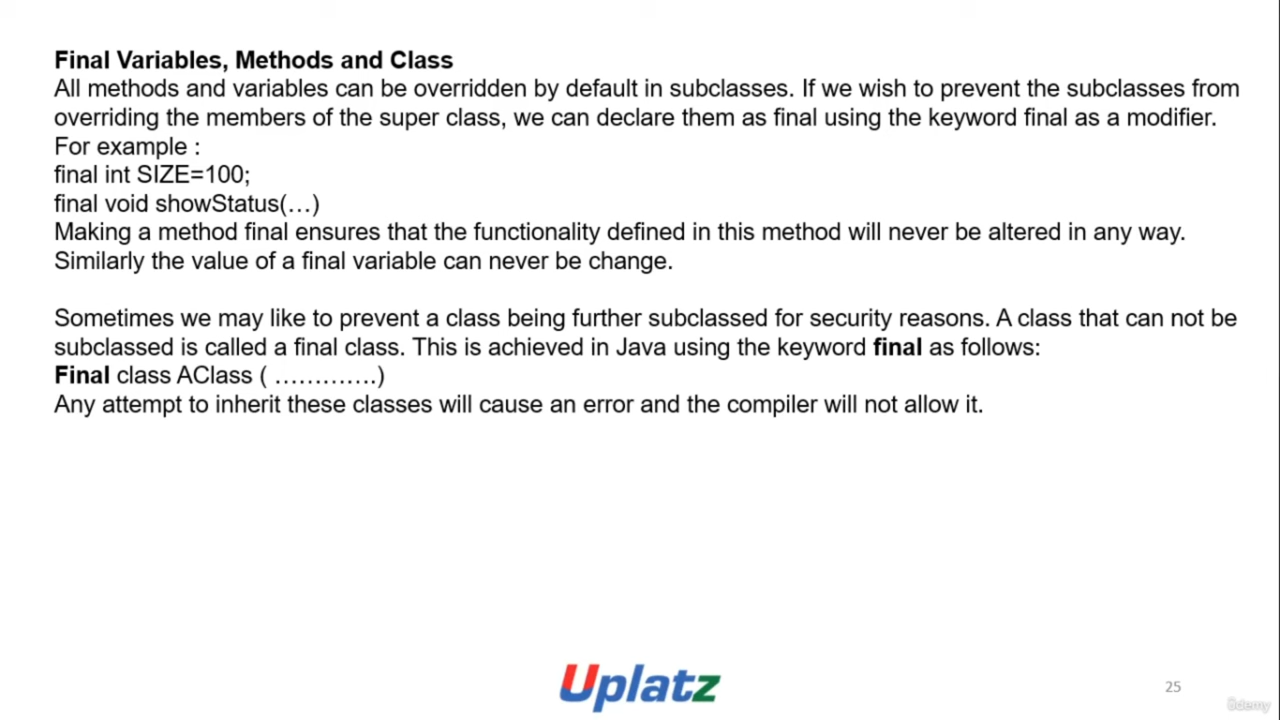 Final Variables, Methods and Class
All methods and variables can be overridden by default in subclasses. If we wish to prevent the subclasses from
overriding the members of the super class, we can declare them as final using the keyword final as a modifier.
For example :
final int SIZE=100;
final void showStatus(…)
Making a method final ensures that the functionality defined in this method will never be altered in any way.
Similarly the value of a final variable can never be change.
Sometimes we may like to prevent a class being further subclassed for security reasons. A class that can not be
subclassed is called a final class. This is achieved in Java using the keyword final as follows:
Final class AClass ( ………….)
Any attempt to inherit these classes will cause an error and the compiler will not allow it.
Uplatz
25
ûdemy